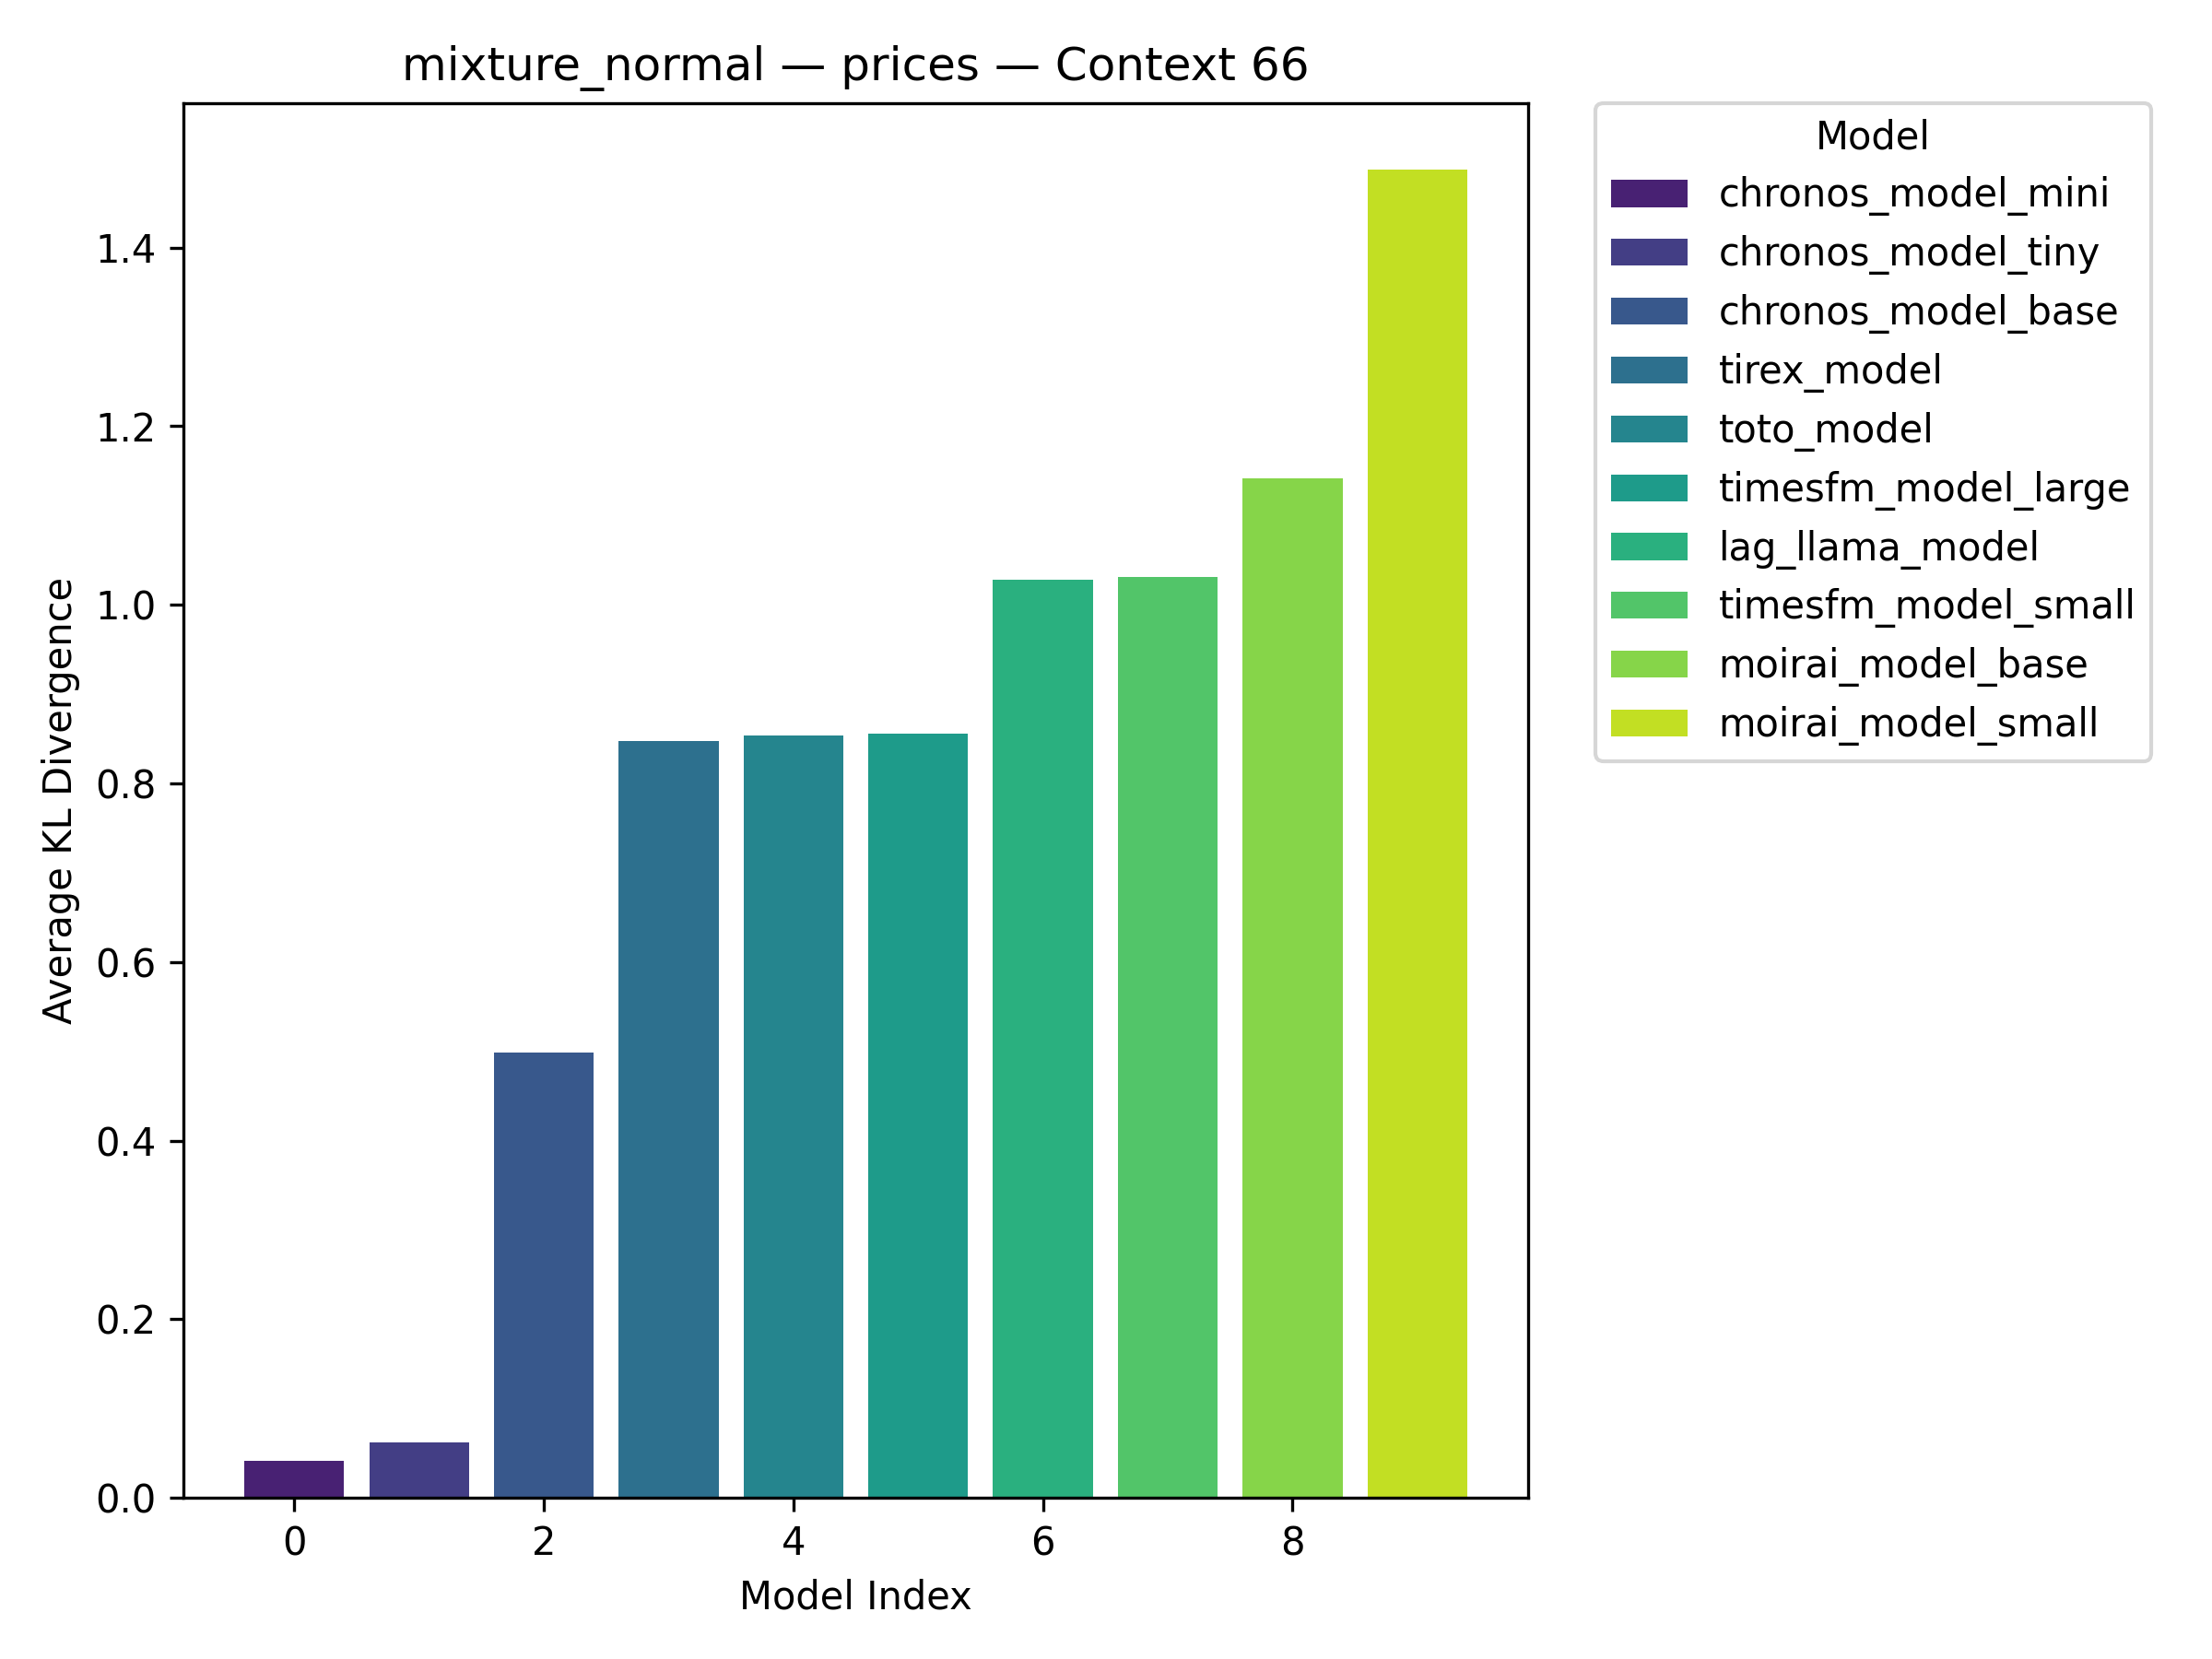 mixture_normal — prices — Context 66
Average KL Divergence
1.4
1.2
1.0
0.8
0.6
0.4
0.2
0.0
0 2 4 6 8
Model Index
Model
chronos_model_mini
chronos_model_tiny
chronos_model_base
tirex_model
toto_model
timesfm_model_large
lag_llama_model
timesfm_model_small
moirai_model_base
moirai_model_small